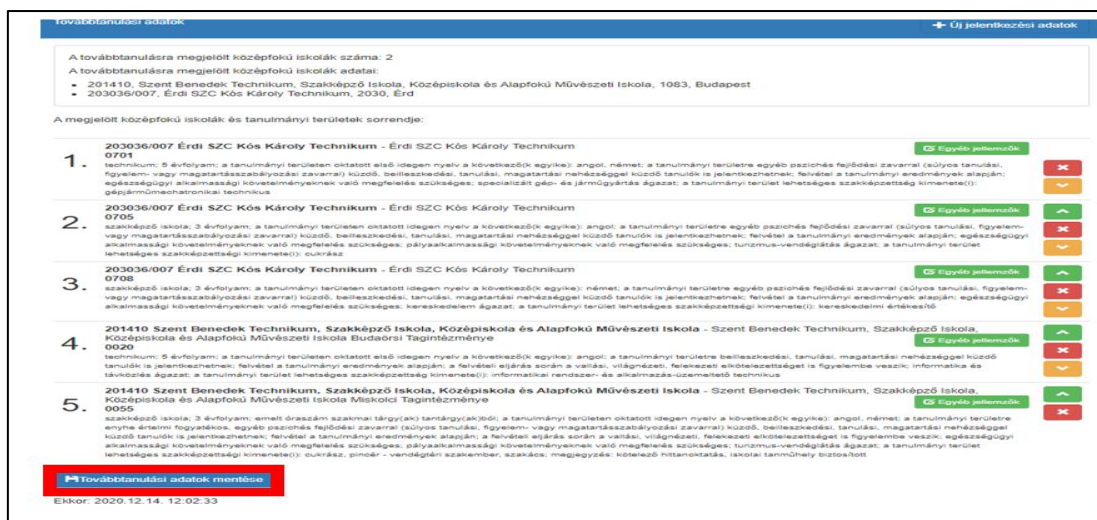 Továbbtanulási adatok
Új jelentkezési adatok
A továbbtanulásra megjelölt középfokú iskolák száma: 2
A továbbtanulásra megjelölt középfokú iskolák adatai:
201410, Szent Benedek Technikum, Szakképző Iskola, Középiskola és Alapfokú Művészeti Iskola, 1083, Budapest
203036/007, Érdi SZC Kós Károly Technikum, 2030, Érd
A megjelölt középfokú iskolák és tanulmányi területek sorrendje:
1.
203036/007 Érdi SZC Kós Károly Technikum - Érdi SZC Kós Károly Technikum
0701
Egyéb jellemzők
technikum; 5 évfolyam; a tanulmányi területen oktatott első idegen nyelv a következő(k egyike): angol, német; a tanulmányi területre egyéb pszichés fejlődési zavarral (súlyos tanulási,
figyelem- vagy magatartásszabályozási zavarral) küzdő, beilleszkedési, tanulási, magatartási nehézséggel küzdő tanulók is jelentkezhetnek; felvétel a tanulmányi eredmények alapján;
egészségügyi alkalmassági követelményeknek való megfelelés szükséges; specializált gép- és járműgyártás ágazat; a tanulmányi terület lehetséges szakképzettség kimenete(i):
gépjárműmechatronikai technikus
2.
203036/007 Érdi SZC Kós Károly Technikum - Érdi SZC Kós Károly Technikum
0705
Egyéb jellemzők
szakképző iskola; 3 évfolyam; a tanulmányi területen oktatott idegen nyelv a következő(k egyike): angol; a tanulmányi területre egyéb pszichés fejlődési zavarral (súlyos tanulási, figyelem-
vagy magatartásszabályozási zavarral) küzdő, beilleszkedési, tanulási, magatartási nehézséggel küzdő tanulók is jelentkezhetnek; felvétel a tanulmányi eredmények alapján; egészségügyi
alkalmassági követelményeknek való megfelelés szükséges; pályaalkalmassági követelményeknek való megfelelés szükséges; turizmus-vendéglátás ágazat; a tanulmányi terület
lehetséges szakképzettségi kimenete(i): cukrász
3.
203036/007 Érdi SZC Kós Károly Technikum - Érdi SZC Kós Károly Technikum
0708
Egyéb jellemzők
szakképző iskola; 3 évfolyam; a tanulmányi területen oktatott idegen nyelv a következő(k egyike): német; a tanulmányi területre egyéb pszichés fejlődési zavarral (súlyos tanulási, figyelem-
vagy magatartásszabályozási zavarral) küzdő, beilleszkedési, tanulási, magatartási nehézséggel küzdő tanulók is jelentkezhetnek; felvétel a tanulmányi eredmények alapján; egészségügyi
alkalmassági követelményeknek való megfelelés szükséges; kereskedelem ágazat; a tanulmányi terület lehetséges szakképzettségi kimenete(i): kereskedelmi értékesítő
4.
201410 Szent Benedek Technikum, Szakképző Iskola, Középiskola és Alapfokú Művészeti Iskola - Szent Benedek Technikum, Szakképző Iskola,
Középiskola és Alapfokú Művészeti Iskola Budaörsi Tagintézménye
0020
Egyéb jellemzők
technikum; 5 évfolyam; a tanulmányi területen oktatott első idegen nyelv a következő(k egyike): angol; a tanulmányi területre beilleszkedési, tanulási, magatartási nehézséggel küzdő
tanulók is jelentkezhetnek; felvétel a tanulmányi eredmények alapján; a felvételi eljárás során a vallási, világnézeti, felekezeti elkötelezettséget is figyelembe veszik; informatika és
távközlés ágazat; a tanulmányi terület lehetséges szakképzettség kimenete(i): informatikai rendszer- és alkalmazás-üzemeltető technikus
5.
201410 Szent Benedek Technikum, Szakképző Iskola, Középiskola és Alapfokú Művészeti Iskola - Szent Benedek Technikum, Szakképző Iskola,
Középiskola és Alapfokú Művészeti Iskola Miskolci Tagintézménye
0055
Egyéb jellemzők
szakképző iskola; 3 évfolyam; emelt óraszám szakmai tárgy(ak) tantárgy(ak)ból; a tanulmányi területen oktatott idegen nyelv a következő(k egyike): angol, német; a tanulmányi területre
enyhe értelmi fogyatékos, egyéb pszichés fejlődési zavarral (súlyos tanulási, figyelem- vagy magatartásszabályozási zavarral) küzdő, beilleszkedési, tanulási, magatartási nehézséggel
küzdő tanulók is jelentkezhetnek; felvétel a tanulmányi eredmények alapján; a felvételi eljárás során a vallási, világnézeti, felekezeti elkötelezettséget is figyelembe veszik; egészségügyi
alkalmassági követelményeknek való megfelelés szükséges; pályaalkalmassági követelményeknek való megfelelés szükséges; turizmus-vendéglátás ágazat; a tanulmányi terület
lehetséges szakképzettségi kimenete(i): cukrász, pincér - vendégtéri szakember, szakács; megjegyzés: kötelező hittanoktatás, iskolai tanműhely biztosított
Továbbtanulási adatok mentése
Ekkor: 2020.12.14. 12:02:33